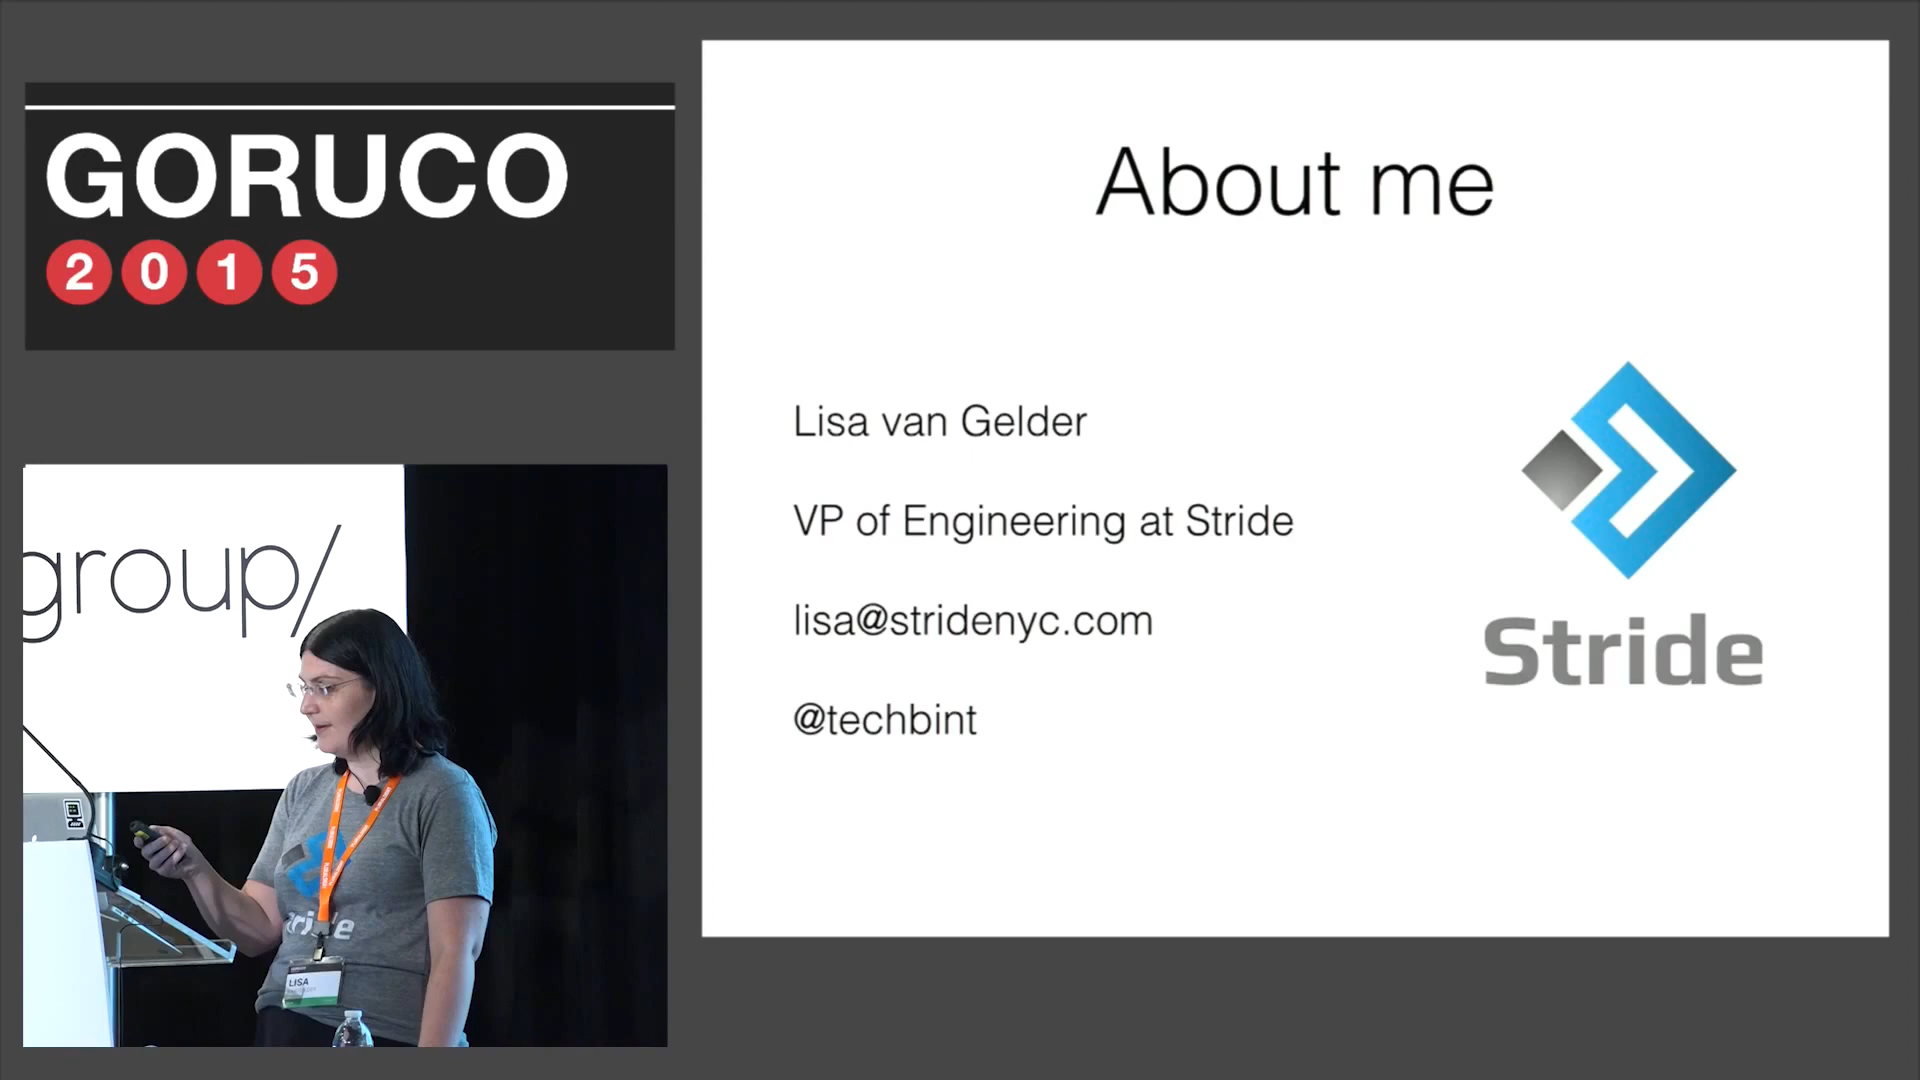 GORUCO
2015
About me
Lisa van Gelder
VP of Engineering at Stride
lisa@stridenyc.com
@techbint
Stride
group/
LISA